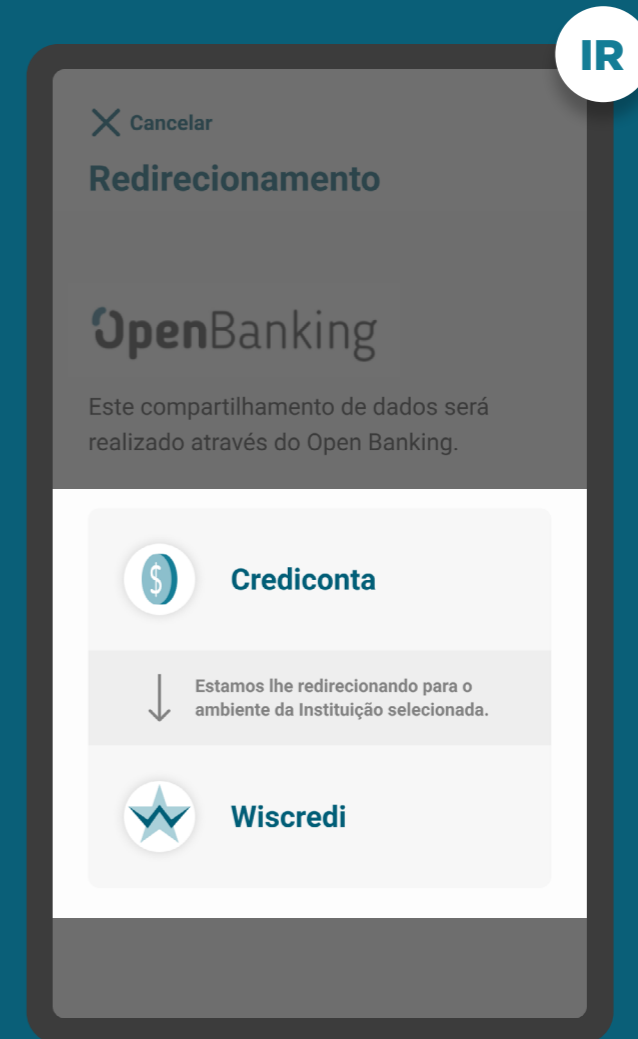 IR
Cancelar
Redirecionamento
OpenBanking
Este compartilhamento de dados será
realizado através do Open Banking.
$
Crediconta
Estamos lhe redirecionando para o
ambiente da Instituição selecionada.
Wiscredi